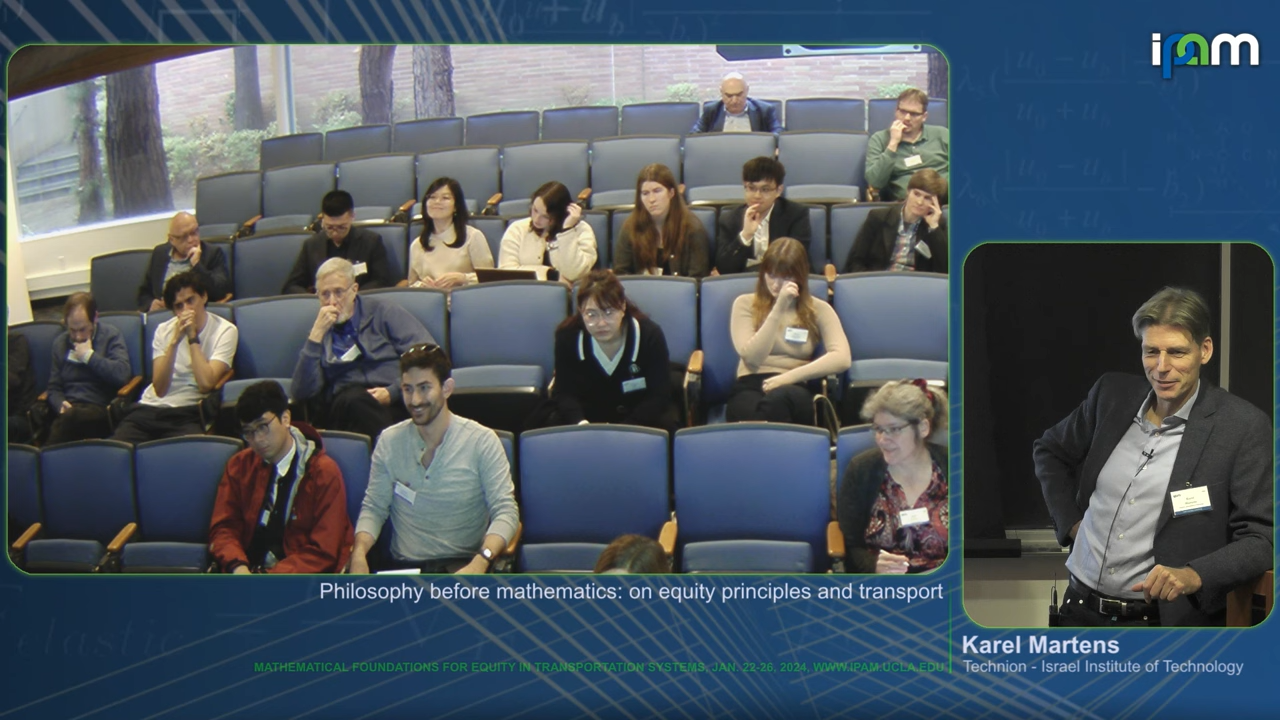 ipam
Philosophy before mathematics: on equity principles and transport
Karel Martens
Technion - Israel Institute of Technology
MATHEMATICAL FOUNDATIONS FOR EQUITY IN TRANSPORTATION SYSTEMS, JAN. 22-26, 2024, WWW.IPAM.UCLA.EDU
elastic